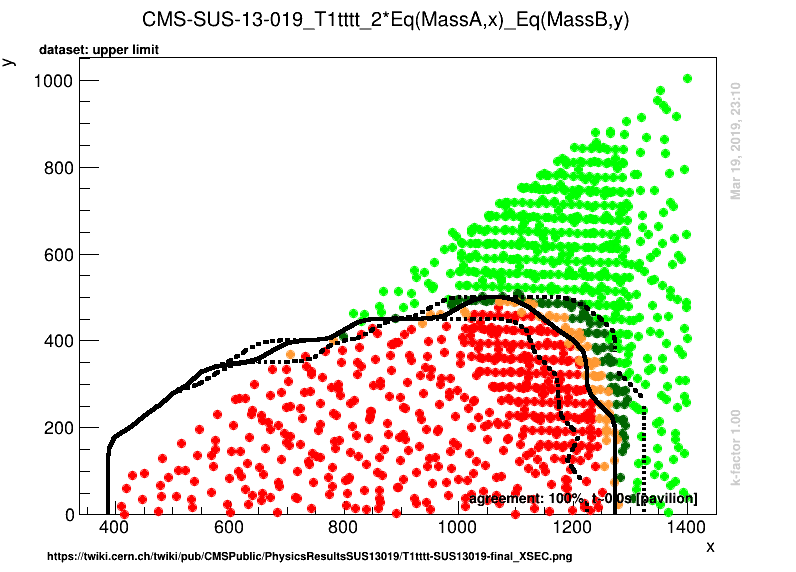 CMS-SUS-13-019_T1tttt_2*Eq(MassA,x)_Eq(MassB,y)
dataset: upper limit
y
1000
800
600
400
200
0
400
600
800
1000
1200
1400
x
agreement: 100%, t~0.0s [pavilion]
Mar 19, 2019, 23:10
k-factor 1.00
https://twiki.cern.ch/twiki/pub/CMSPublic/PhysicsResultsSUS13019/T1tttt-SUS13019-final_XSEC.png